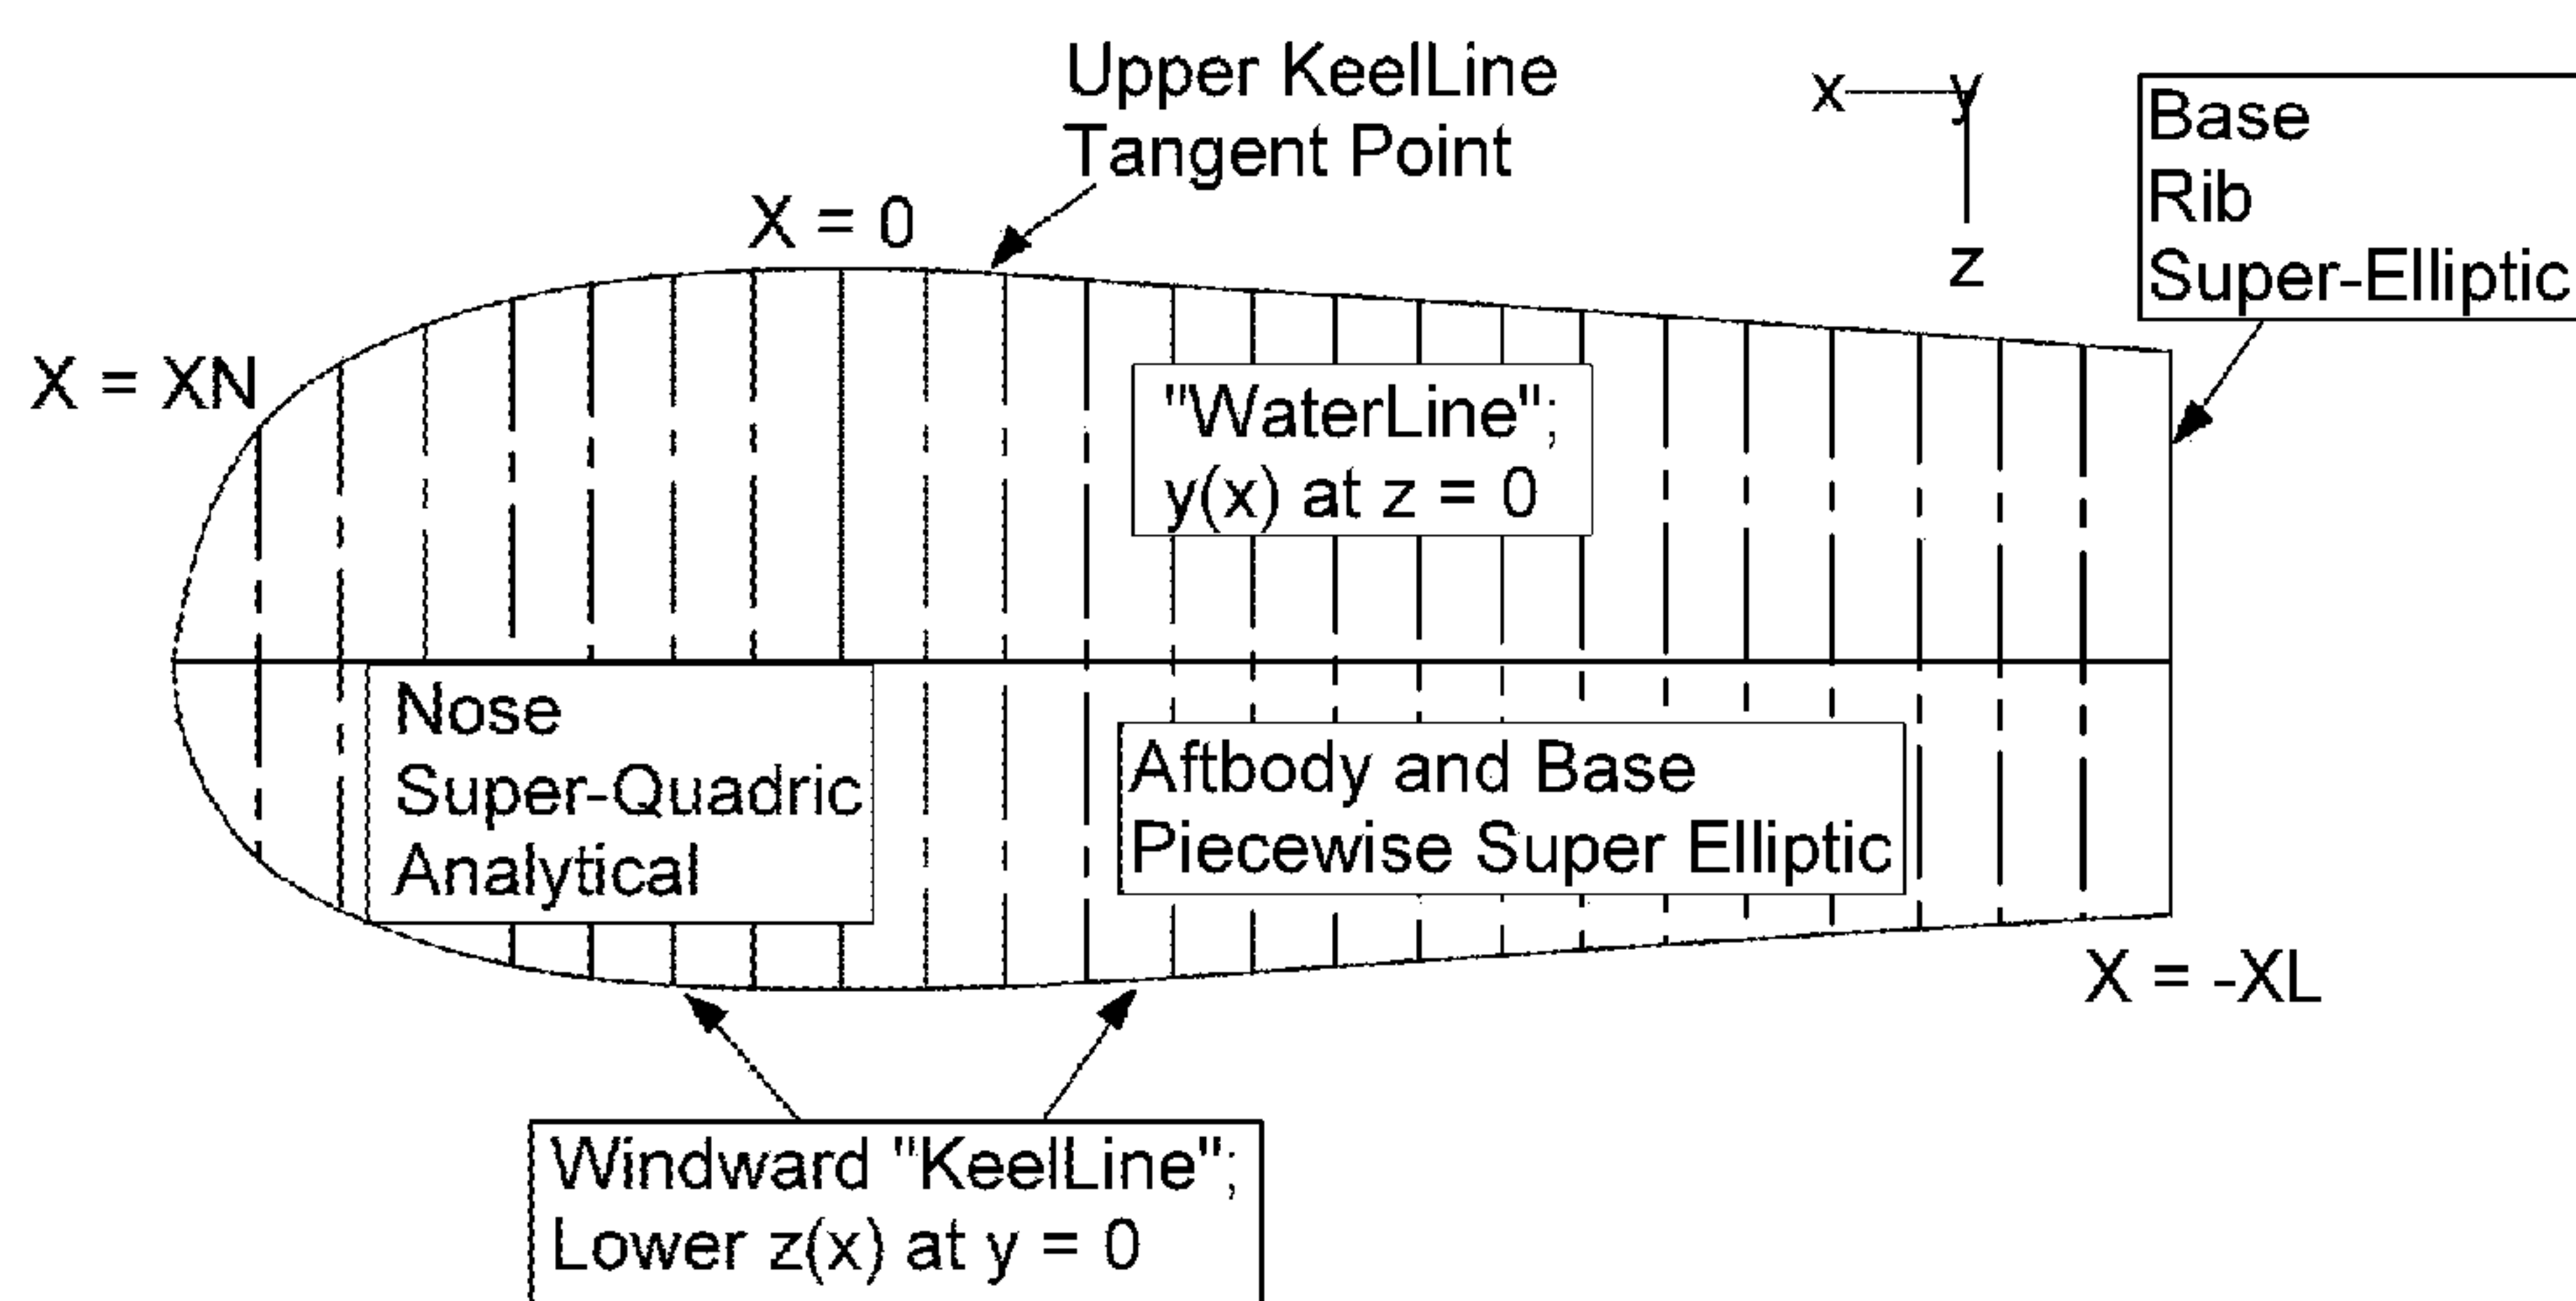 Upper KeelLine
Tangent Point
x
y
z
Base
Rib
Super-Elliptic
X = 0
X = XN
"WaterLine";
y(x) at z = 0
Nose
Super-Quadric
Analytical
Aftbody and Base
Piecewise Super Elliptic
X = -XL
Windward "KeelLine";
Lower z(x) at y = 0